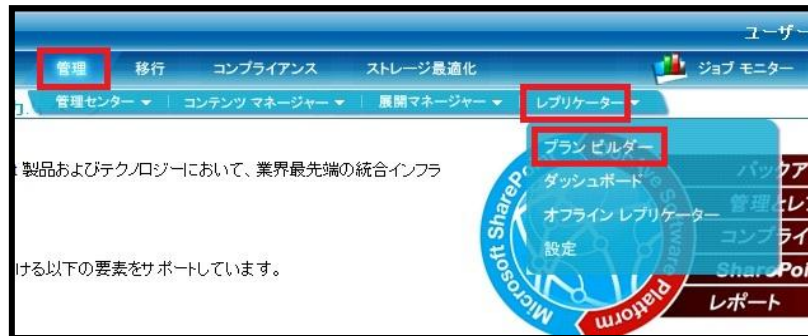 ユーザー
管理 移行 コンプライアンス ストレージ最適化 ジョブ モニター
管理センター コンテンツ マネージャー 展開マネージャー レプリケーター
プラン ビルダー
ダッシュボード
オフライン レプリケーター
設定
製品およびテクノロジーにおいて、業界最先端の統合インフラ
ける以下の要素をサポートしています。
Microsoft SharePoint
Software Platform
バックア
管理とレプ
コンプライ
SharePoi
レポート